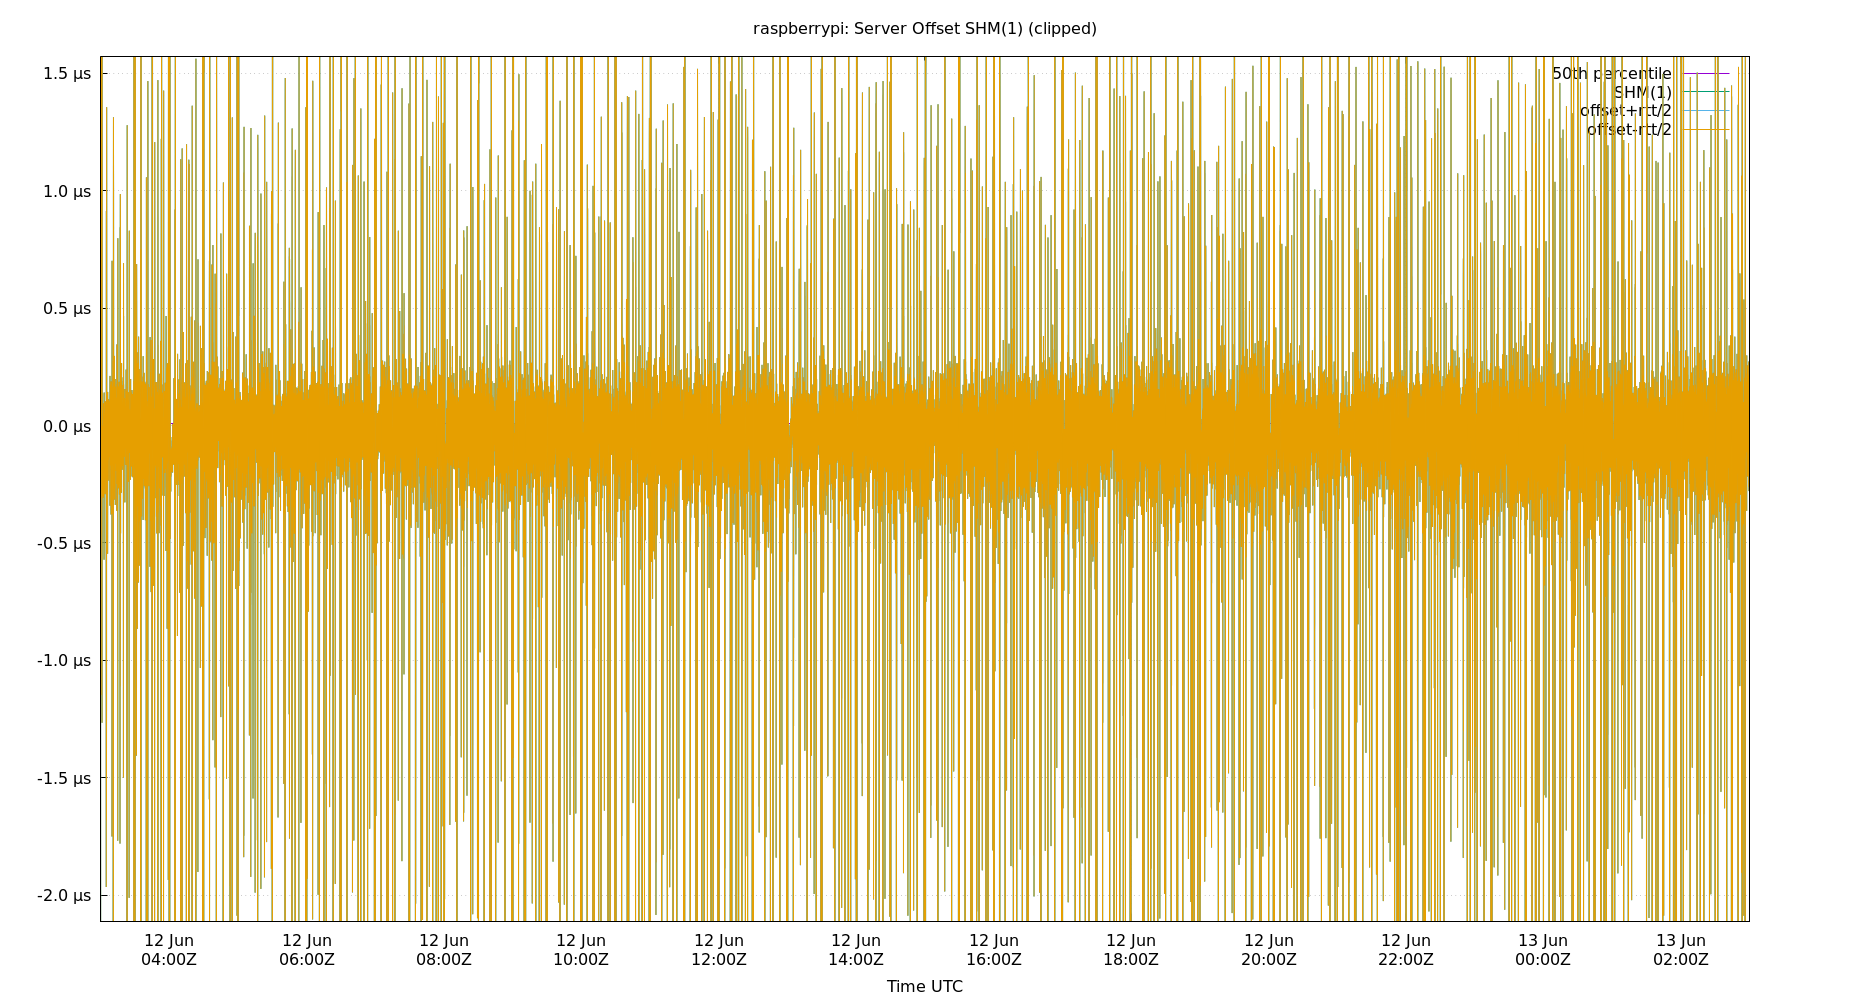 raspberrypi: Server Offset SHM(1) (clipped)
1.5 µs
1.0 µs
0.5 µs
0.0 µs
-0.5 µs
-1.0 µs
-1.5 µs
-2.0 µs
50th percentile
SHM(1)
offset+rtt/2
offset-rtt/2
12 Jun 12 Jun 12 Jun 12 Jun 12 Jun 12 Jun 12 Jun 12 Jun 12 Jun 12 Jun 13 Jun 13 Jun
04:00Z 06:00Z 08:00Z 10:00Z 12:00Z 14:00Z 16:00Z 18:00Z 20:00Z 22:00Z 00:00Z 02:00Z
Time UTC